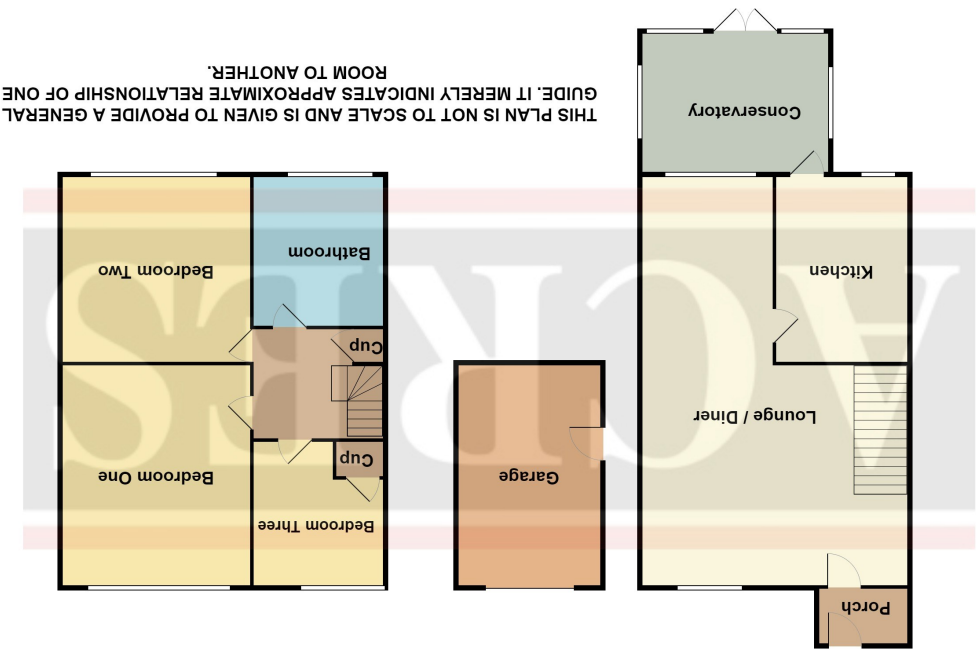 Porch
Lounge / Diner
Kitchen
Conservatory
Garage
Bedroom Three
Cup
Bedroom One
Cup
Bedroom Two
Bathroom
THIS PLAN IS NOT TO SCALE AND IS GIVEN TO PROVIDE A GENERAL
GUIDE. IT MERELY INDICATES APPROXIMATE RELATIONSHIP OF ONE
ROOM TO ANOTHER.
ACRES